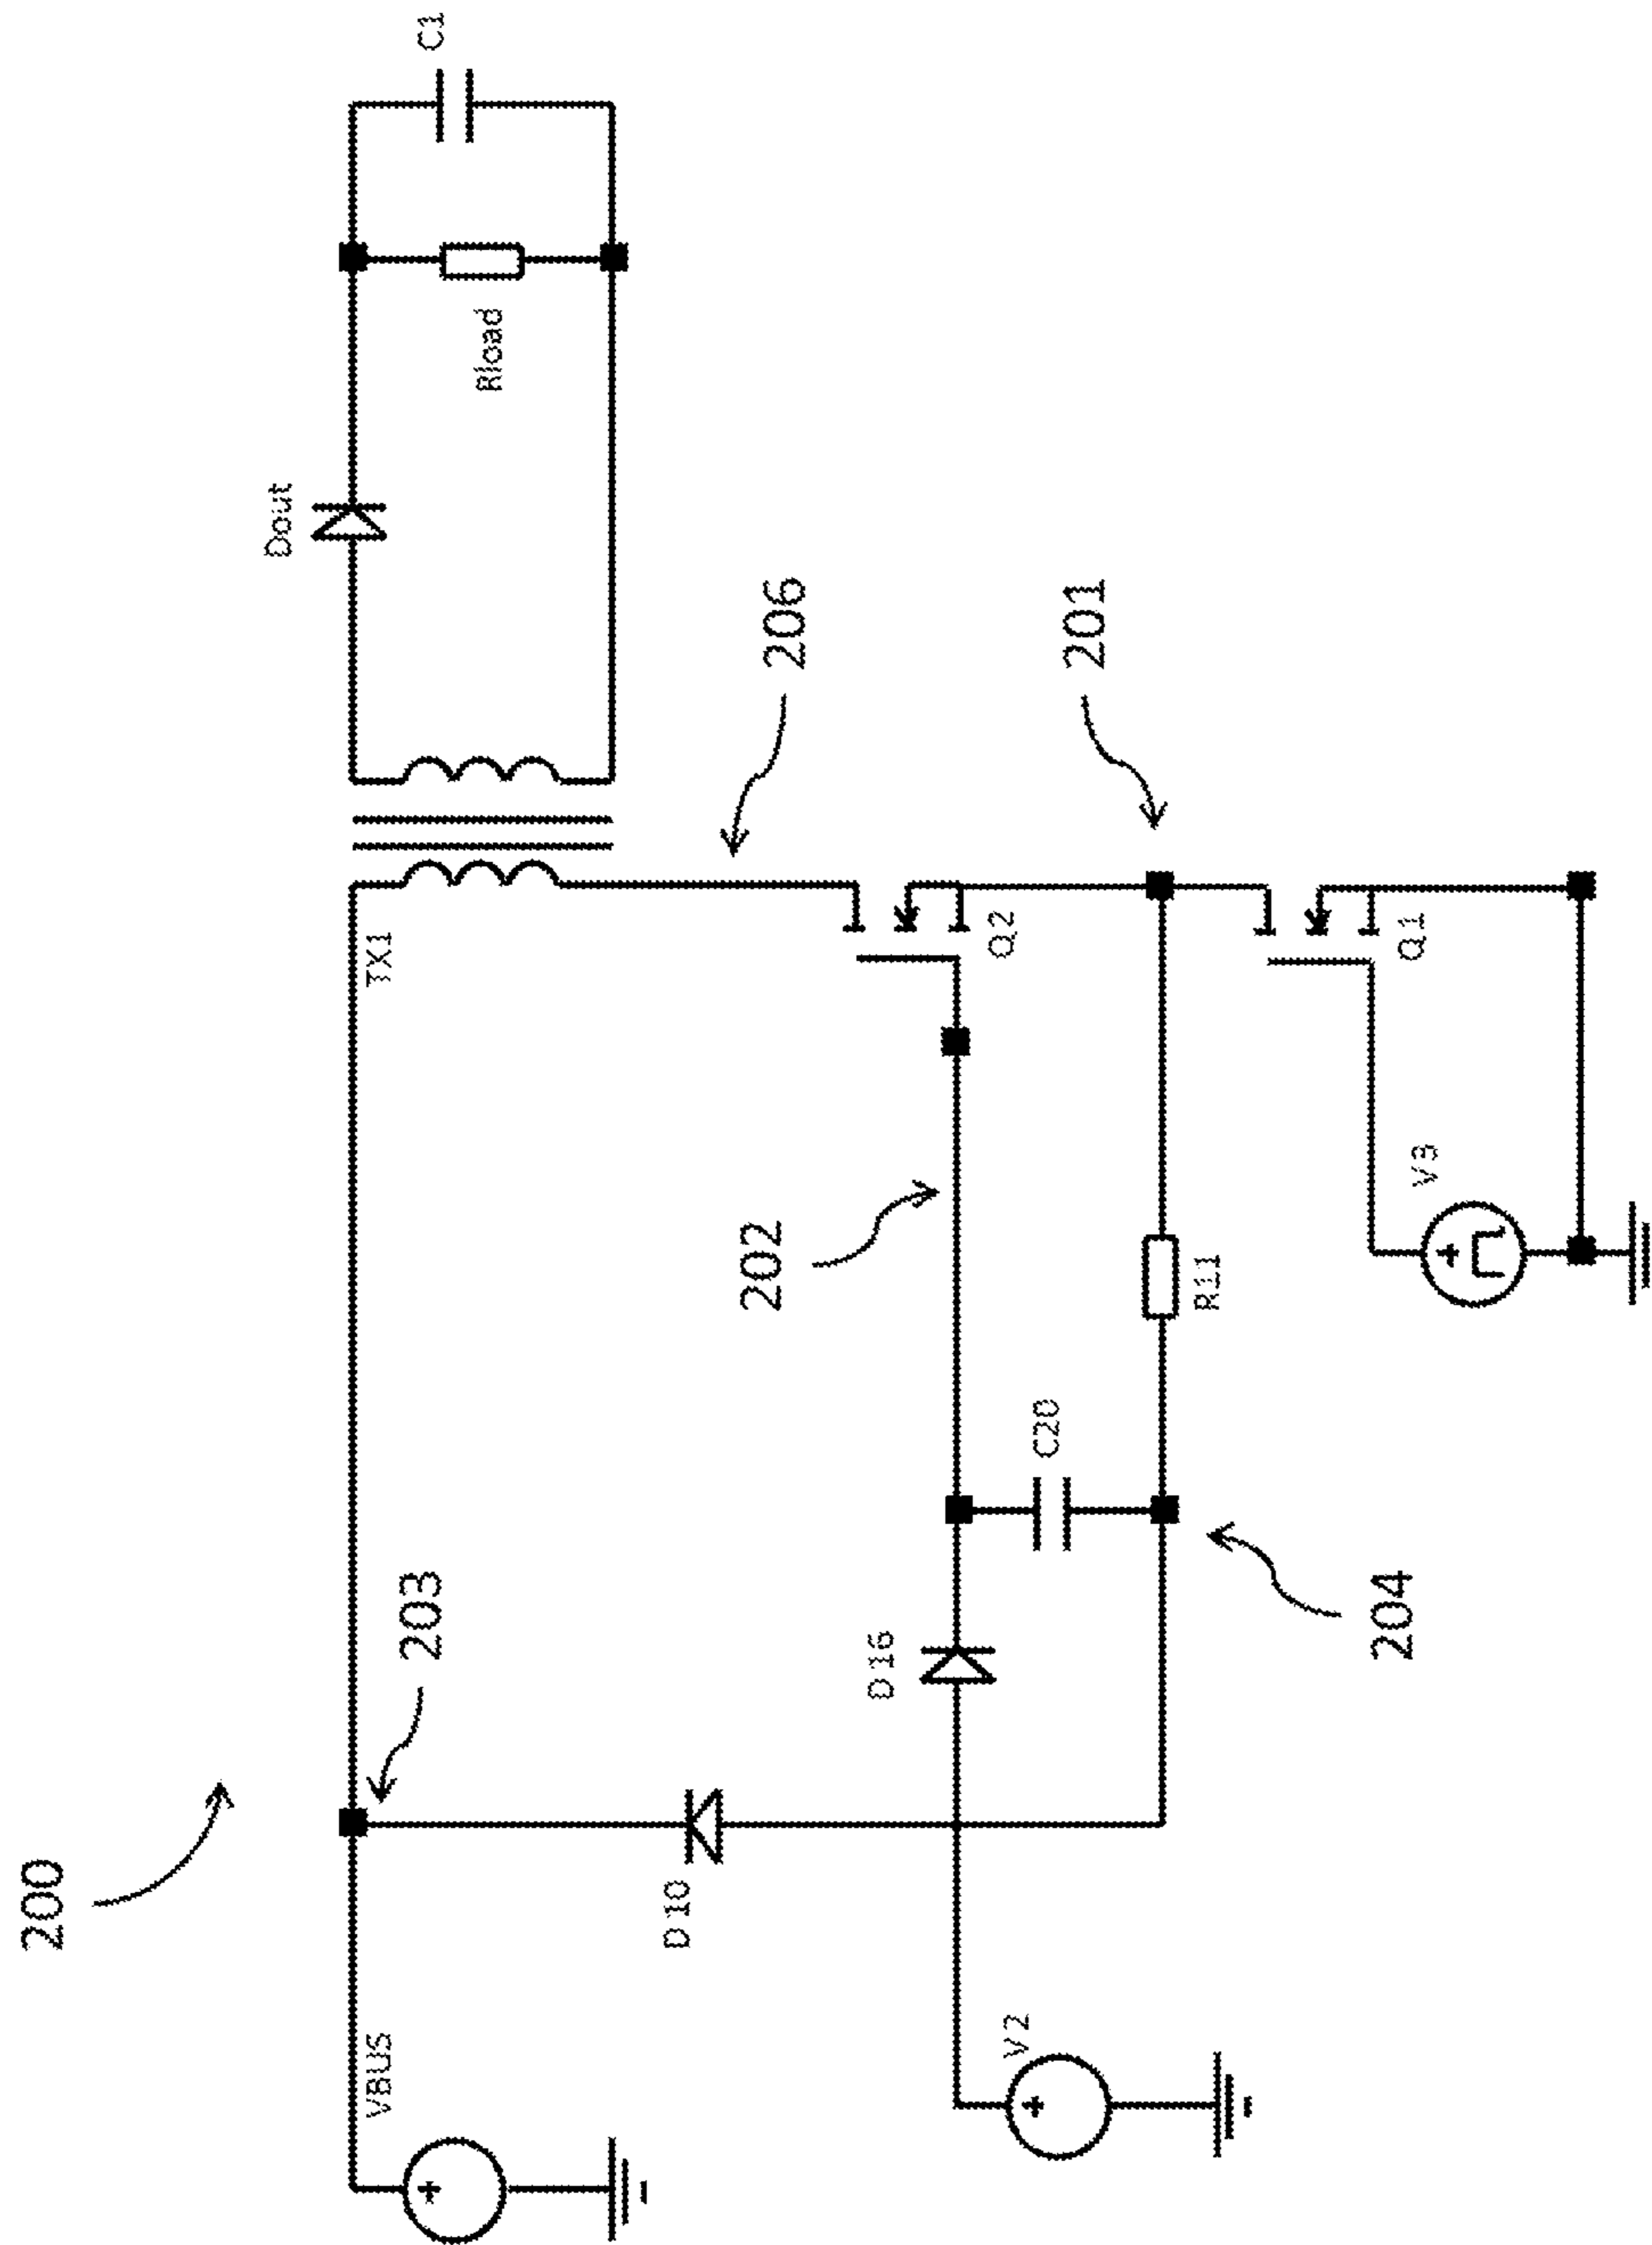 200
203
VBUS
TX1
Dout
Rload
C1
206
D10
D16
202
Q2
C20
V2
204
R11
201
Q1
V3
+
+
+